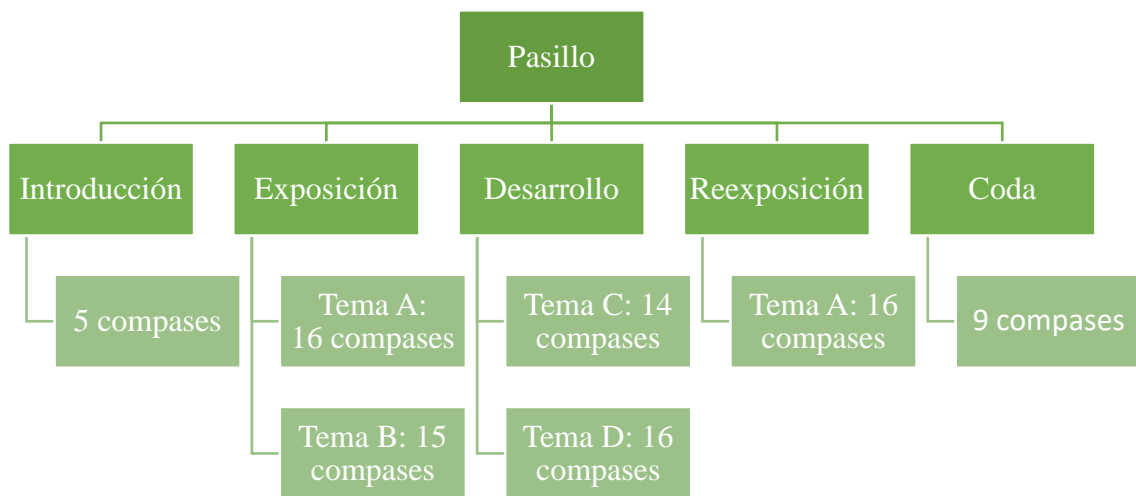 Pasillo
Introducción
Exposición
Desarrollo
Reexposición
Coda
5 compases
Tema A:
16 compases
Tema B: 15
compases
Tema C: 14
compases
Tema D: 16
compases
Tema A: 16
compases
9 compases